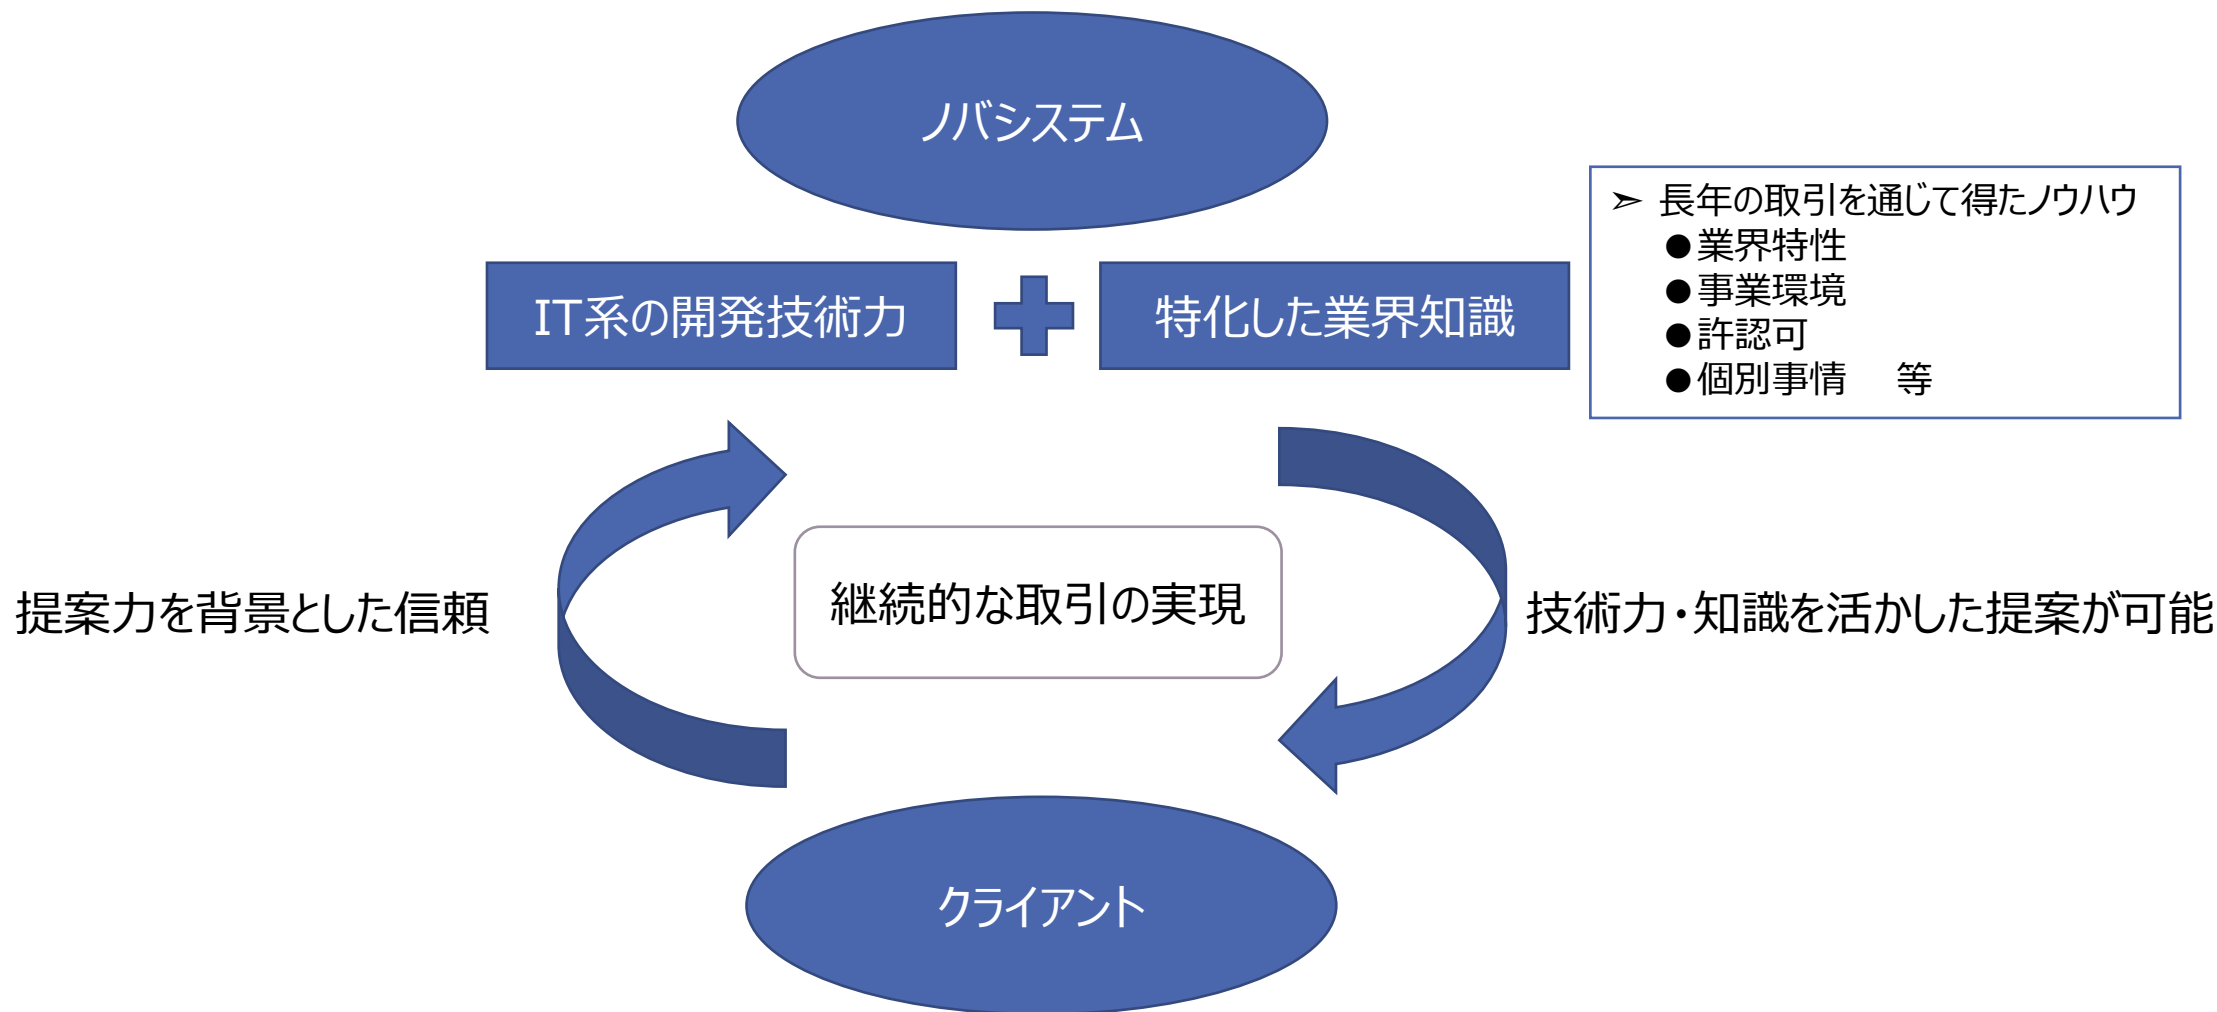 ノバシステム
IT系の開発技術力
特化した業界知識
➢ 長年の取引を通じて得たノウハウ
●業界特性
●事業環境
●許認可
●個別事情　等
提案力を背景とした信頼
継続的な取引の実現
技術力・知識を活かした提案が可能
クライアント